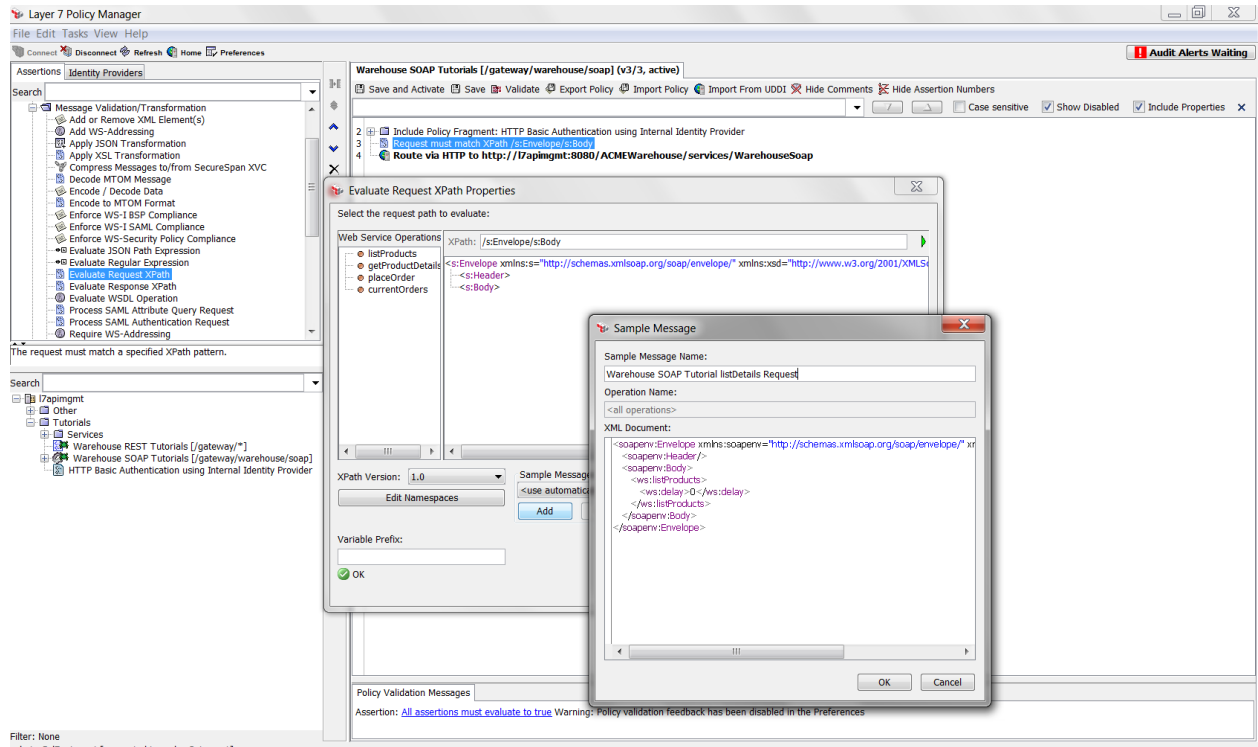 Layer 7 Policy Manager
File Edit Tasks View Help
Connect Disconnect Refresh Home Preferences
! Audit Alerts Waiting
Assertions Identity Providers
Search
Message Validation/Transformation
Add or Remove XML Element(s)
Add WS-Addressing
Apply JSON Transformation
Apply XSL Transformation
Compress Messages to/from SecureSpan XVC
Decode MTOM Message
Encode / Decode Data
Encode to MTOM Format
Enforce WS-I BSP Compliance
Enforce WS-I SAML Compliance
Enforce WS-Security Policy Compliance
Evaluate JSON Path Expression
Evaluate Regular Expression
Evaluate Request XPath
Evaluate Response XPath
Evaluate WSDL Operation
Process SAML Attribute Query Request
Process SAML Authentication Request
Require WS-Addressing
The request must match a specified XPath pattern.
Search
l7apimgmt
Other
Tutorials
Services
Warehouse REST Tutorials [/gateway/*]
Warehouse SOAP Tutorials [/gateway/warehouse/soap]
HTTP Basic Authentication using Internal Identity Provider
Filter: None
Warehouse SOAP Tutorials [/gateway/warehouse/soap] (v3/3, active)
Save and Activate Save Validate Export Policy Import Policy Import From UDDI Hide Comments Hide Assertion Numbers
Case sensitive Show Disabled Include Properties X
2 Include Policy Fragment: HTTP Basic Authentication using Internal Identity Provider
3 Request must match XPath /s:Envelope/s:Body
4 Route via HTTP to http://l7apimgmt:8080/ACMEWarehouse/services/WarehouseSoap
Evaluate Request XPath Properties
Select the request path to evaluate:
Web Service Operations
listProducts
getProductDetails
placeOrder
currentOrders
XPath: /s:Envelope/s:Body
<s:Envelope xmlns:s="http://schemas.xmlsoap.org/soap/envelope/" xmlns:xsd="http://www.w3.org/2001/XMLSc
<s:Header>
<s:Body>
XPath Version: 1.0
Edit Namespaces
Sample Message
<use automatica
Add
Variable Prefix:
OK
Sample Message
Sample Message Name:
Warehouse SOAP Tutorial listDetails Request
Operation Name:
<all operations>
XML Document:
<soapenv:Envelope xmlns:soapenv="http://schemas.xmlsoap.org/soap/envelope/" xr
<soapenv:Header/>
<soapenv:Body>
<ws:listProducts>
<ws:delay>0</ws:delay>
</ws:listProducts>
</soapenv:Body>
</soapenv:Envelope>
OK Cancel
Policy Validation Messages
Assertion: All assertions must evaluate to true Warning: Policy validation feedback has been disabled in the Preferences